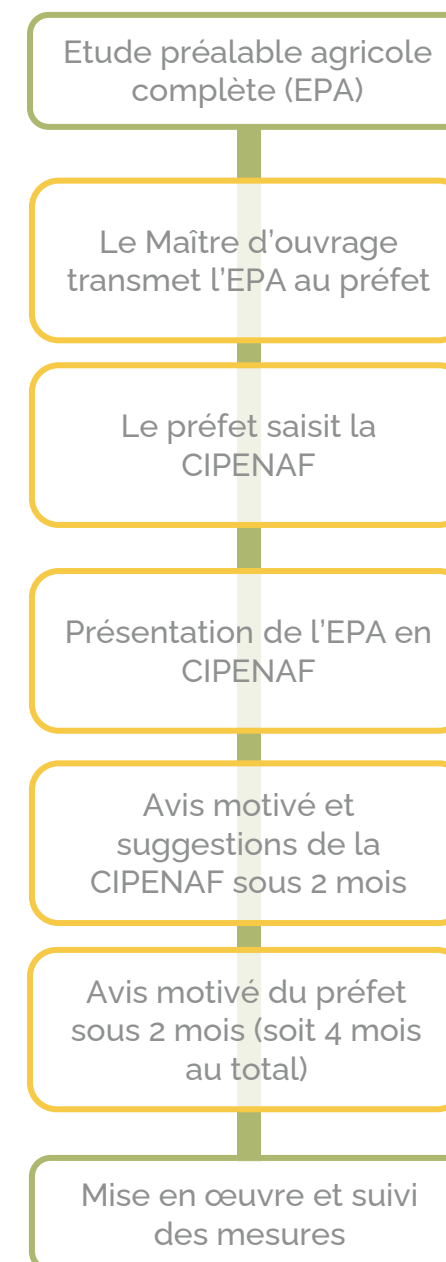 Etude préalable agricole
complète (EPA)
Le Maître d’ouvrage
transmet l’EPA au préfet
Le préfet saisit la
CIPENAF
Présentation de l’EPA en
CIPENAF
Avis motivé et
suggestions de la
CIPENAF sous 2 mois
Avis motivé du préfet
sous 2 mois (soit 4 mois
au total)
Mise en œuvre et suivi
des mesures